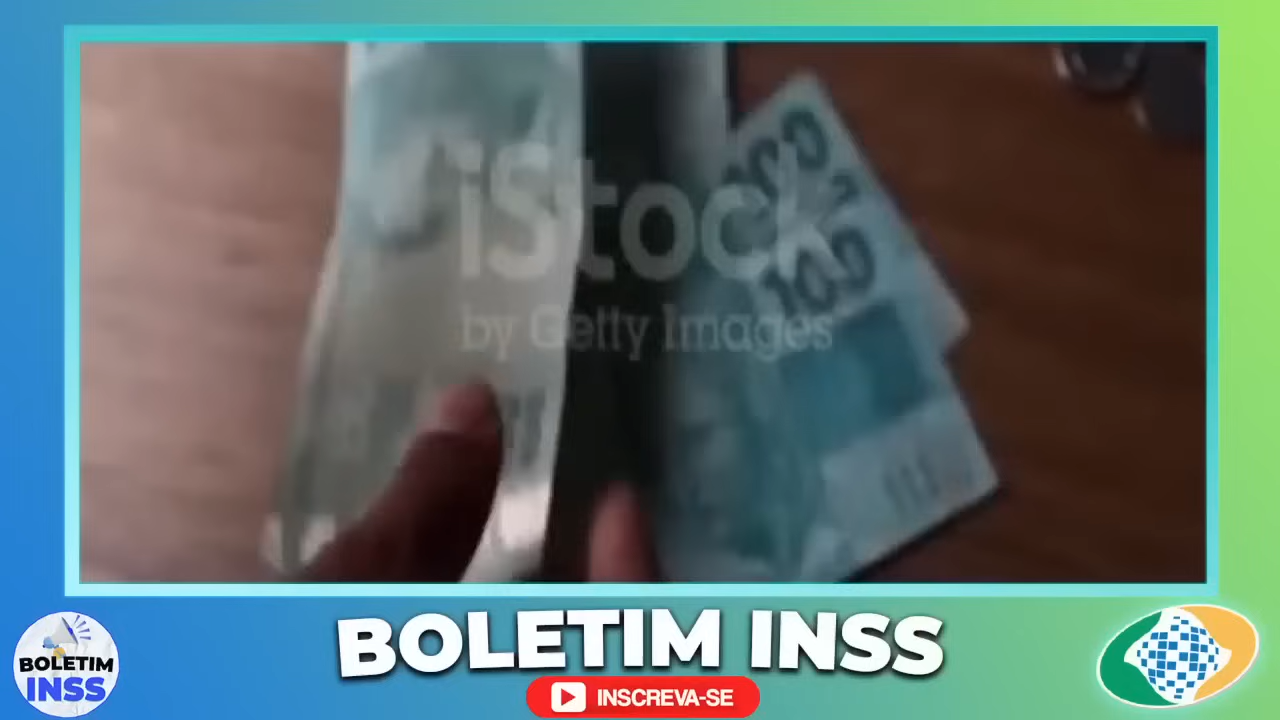 iStock
by Getty Images
100
100
BOLETIM INSS
INSCREVA-SE
BOLETIM
INSS